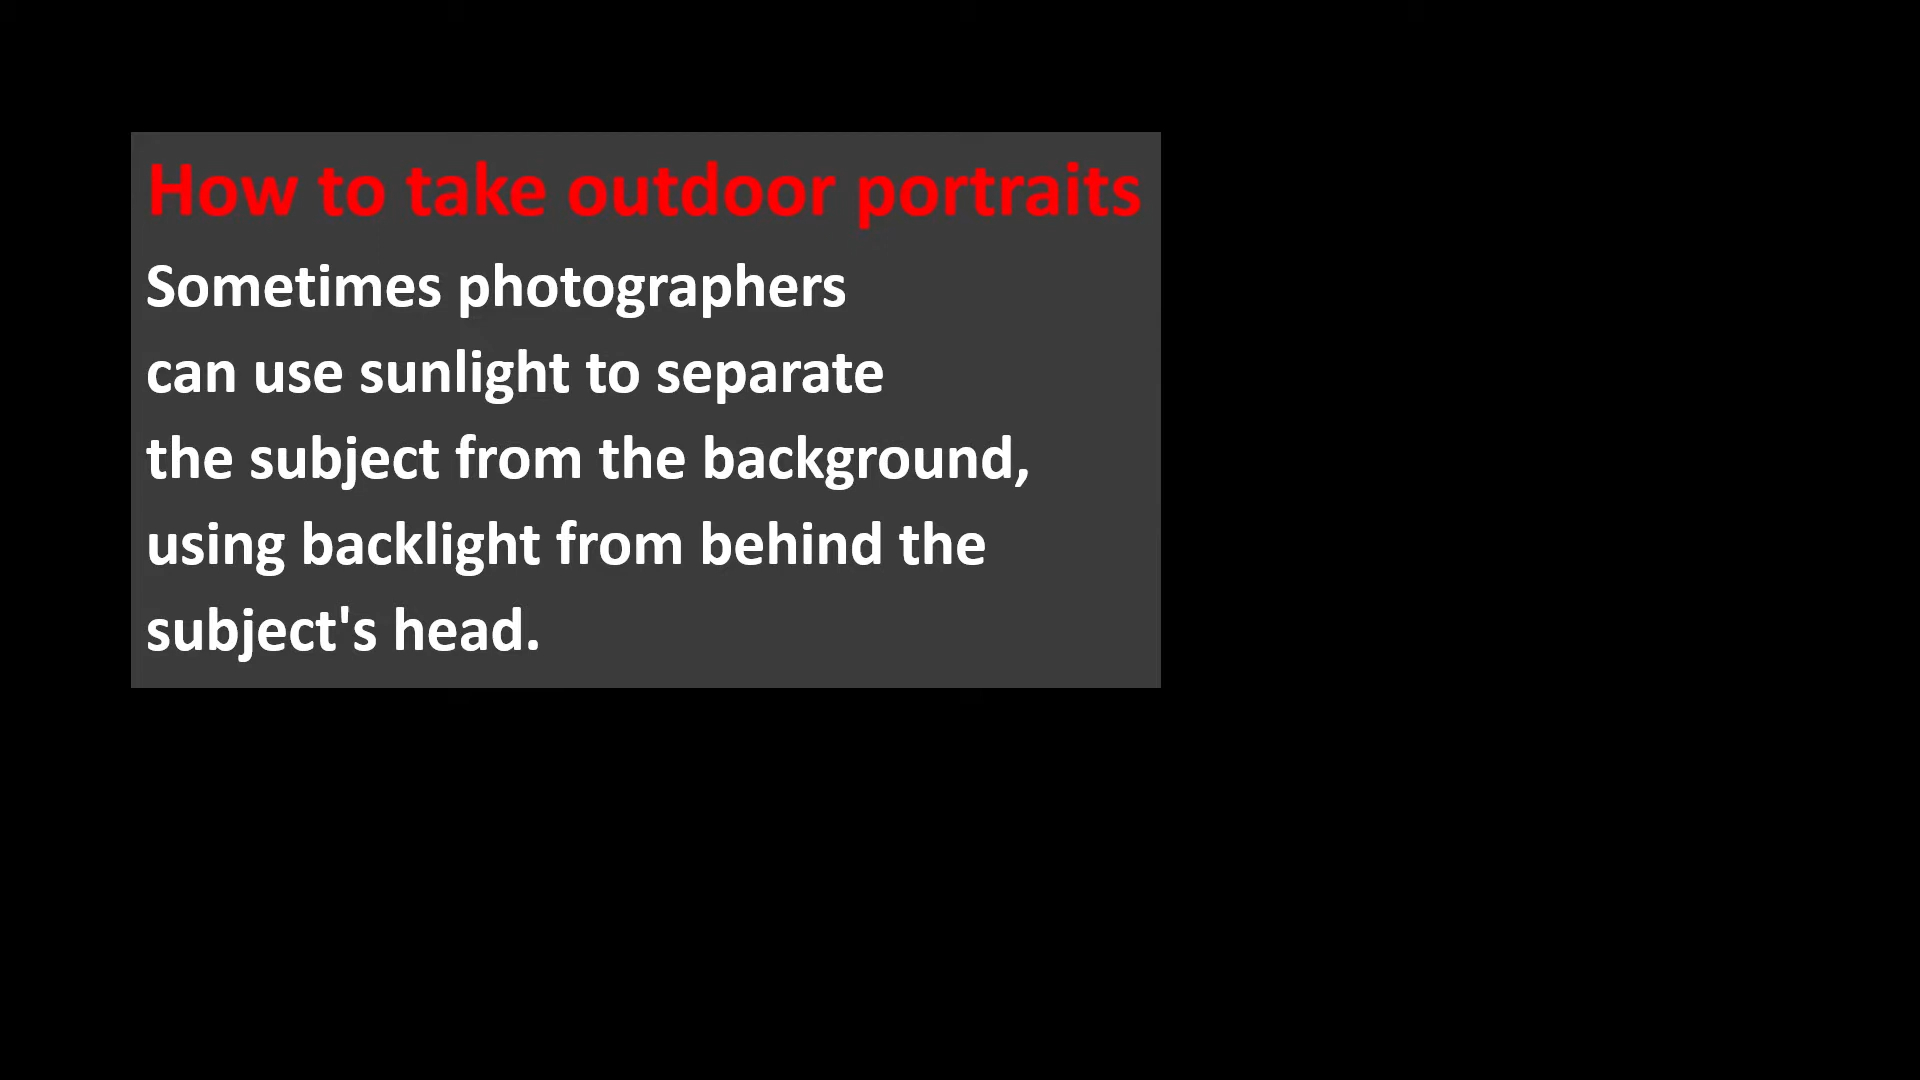 How to take outdoor portraits
Sometimes photographers
can use sunlight to separate
the subject from the background,
using backlight from behind the
subject's head.